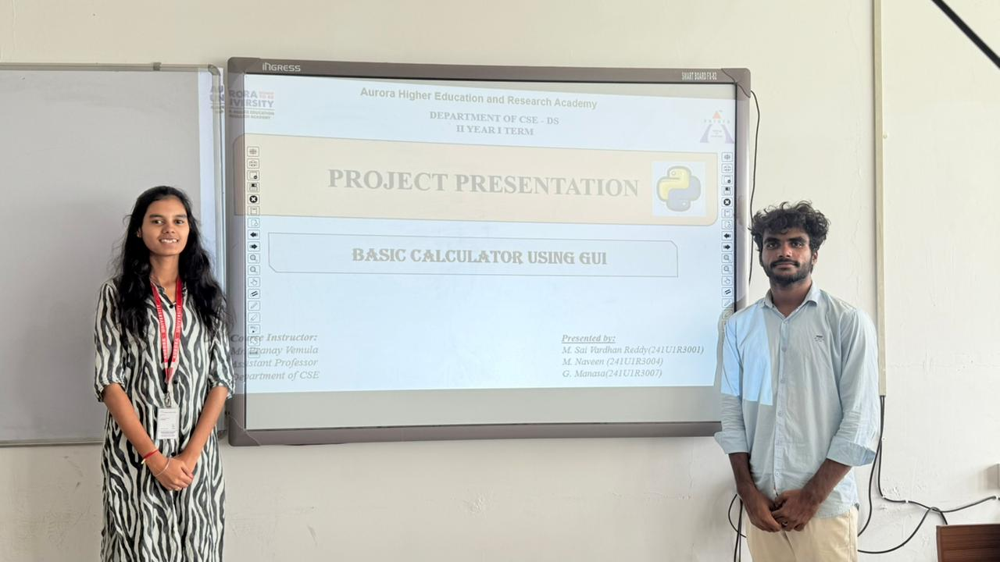 INGRESS
SMART BOARD FX-82
AURORA
UNIVERSITY
Aurora Higher Education and Research Academy
DEPARTMENT OF CSE - DS
II YEAR I TERM
PROJECT PRESENTATION
BASIC CALCULATOR USING GUI
Course Instructor:
Mr. Pranay Vemula
Assistant Professor
Department of CSE
Presented by:
M. Sai Vardhan Reddy(241U1R3001)
M. Naveen (241U1R3004)
G. Manasa(241U1R3007)
AURORA UNIVERSITY